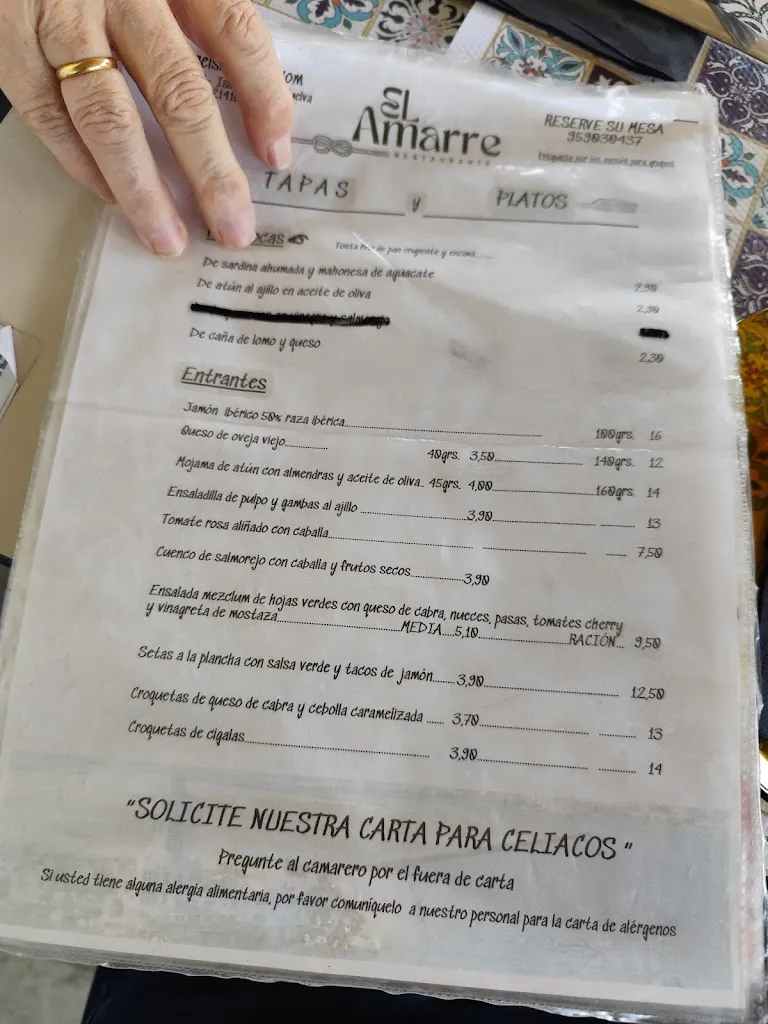 EL
Amarre
RESTAURANTE
RESERVE SU MESA
959030437
Pregunte por los menús para grupos
TAPAS y PLATOS
Tosta fina de pan crujiente y encima......
De sardina ahumada y mahonesa de aguacate 2,90
De atún al ajillo en aceite de oliva 2,90
De caña de lomo y queso 2,30
Entrantes
Jamón ibérico 50% raza ibérica 100grs. 16
Queso de oveja viejo 40grs. 3,50 140grs. 12
Mojama de atún con almendras y aceite de oliva.. 45grs. 4,00 160grs. 14
Ensaladilla de pulpo y gambas al ajillo 3,90 13
Tomate rosa aliñado con caballa 7,50
Cuenco de salmorejo con caballa y frutos secos 3,90
Ensalada mezclum de hojas verdes con queso de cabra, nueces, pasas, tomates cherry
y vinagreta de mostaza MEDIA....5,10 RACIÓN... 9,50
Setas a la plancha con salsa verde y tacos de jamón 3,90 12,50
Croquetas de queso de cabra y cebolla caramelizada 3,70 13
Croquetas de cigalas 3,90 14
"SOLICITE NUESTRA CARTA PARA CELIACOS "
Pregunte al camarero por el fuera de carta
Si usted tiene alguna alergia alimentaria, por favor comuníquelo a nuestro personal para la carta de alérgenos